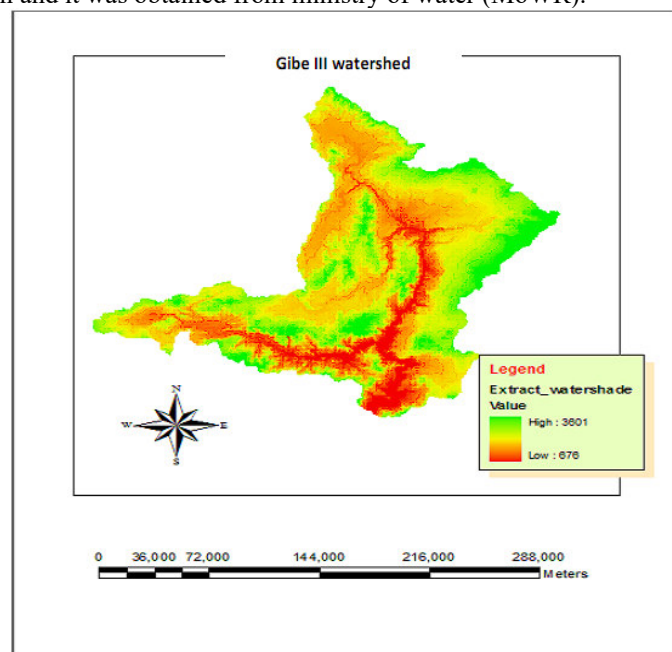 n and it was obtained from ministry of water (MoWR).
Gibe III watershed
Legend
Extract_watershade
Value
High : 3601
Low : 676
N
W
E
S
0 36,000 72,000 144,000 216,000 288,000
Meters